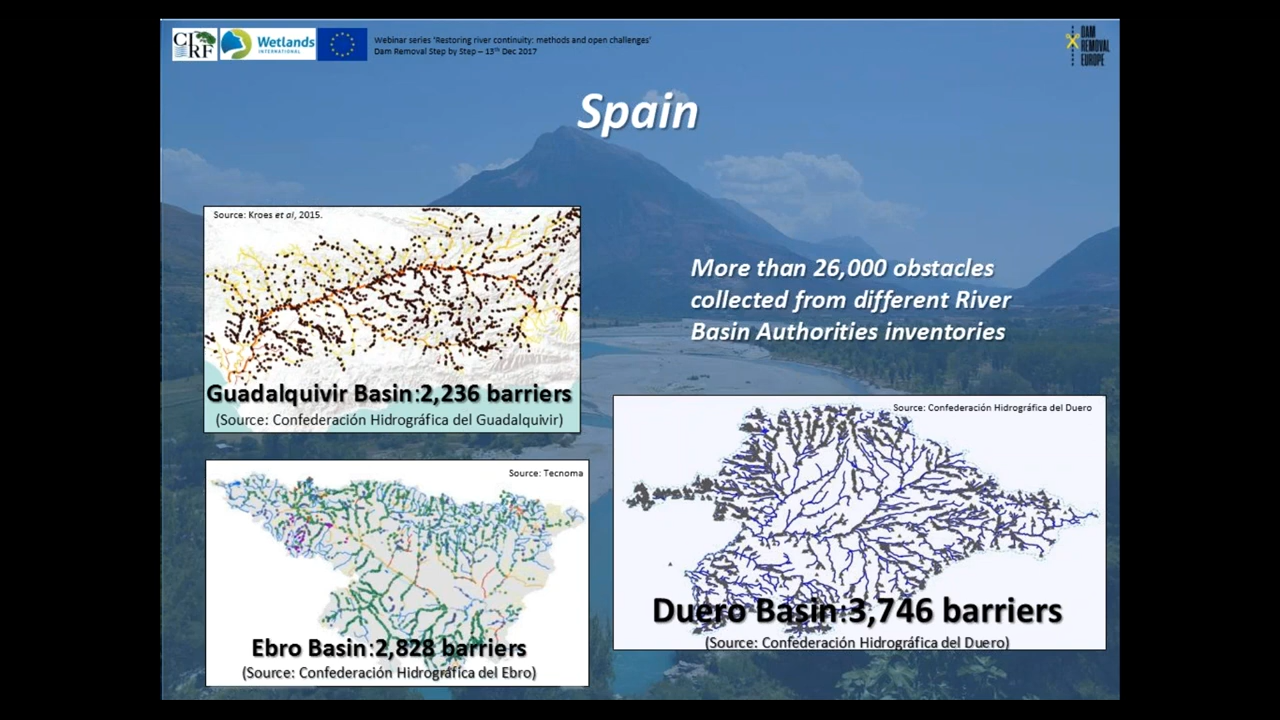 CIRF
Wetlands
INTERNATIONAL
Webinar series 'Restoring river continuity: methods and open challenges'
Dam Removal Step by Step – 13th Dec 2017
DAM
REMOVAL
EUROPE
Spain
Source: Kroes et al, 2015.
Guadalquivir Basin:2,236 barriers
(Source: Confederación Hidrográfica del Guadalquivir)
More than 26,000 obstacles
collected from different River
Basin Authorities inventories
Source: Tecnoma
Ebro Basin:2,828 barriers
(Source: Confederación Hidrográfica del Ebro)
Source: Confederación Hidrográfica del Duero
Duero Basin:3,746 barriers
(Source: Confederación Hidrográfica del Duero)